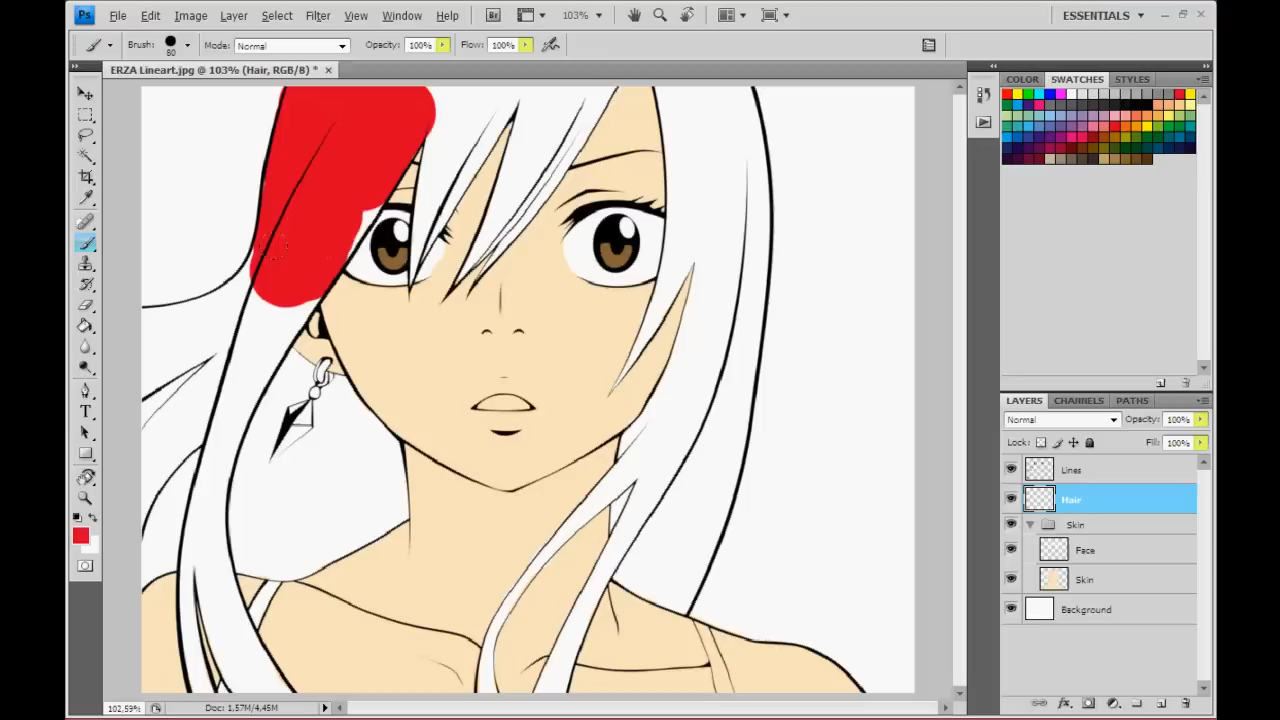 Ps File Edit Image Layer Select Filter View Window Help Br 103% ESSENTIALS
Brush: 80 Mode: Normal Opacity: 100% Flow: 100%
ERZA Lineart.jpg @ 103% (Hair, RGB/8) *
COLOR SWATCHES STYLES
LAYERS CHANNELS PATHS
Normal Opacity: 100%
Lock: Fill: 100%
Lines
Hair
Skin
Face
Skin
Background
102,59% Doc: 1,57M/4,45M